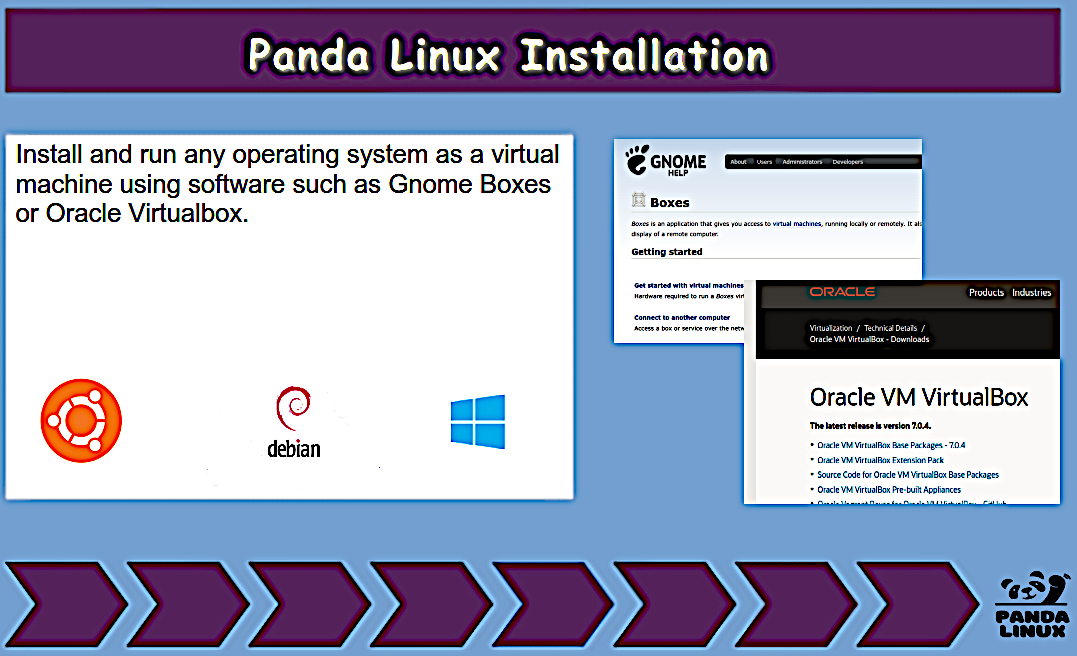 Panda Linux Installation
Install and run any operating system as a virtual
machine using software such as Gnome Boxes
or Oracle Virtualbox.
debian
GNOME
HELP
About Users Administrators Developers
Boxes
Boxes is an application that gives you access to virtual machines, running locally or remotely. It als
display of a remote computer.
Getting started
Get started with virtual machines
Hardware required to run a Boxes virt
Connect to another computer
Access a box or service over the netw
ORACLE
Products Industries
Virtualization / Technical Details /
Oracle VM VirtualBox - Downloads
Oracle VM VirtualBox
The latest release is version 7.0.4.
• Oracle VM VirtualBox Base Packages - 7.0.4
• Oracle VM VirtualBox Extension Pack
• Source Code for Oracle VM VirtualBox Base Packages
• Oracle VM VirtualBox Pre-built Appliances
PANDA
LINUX